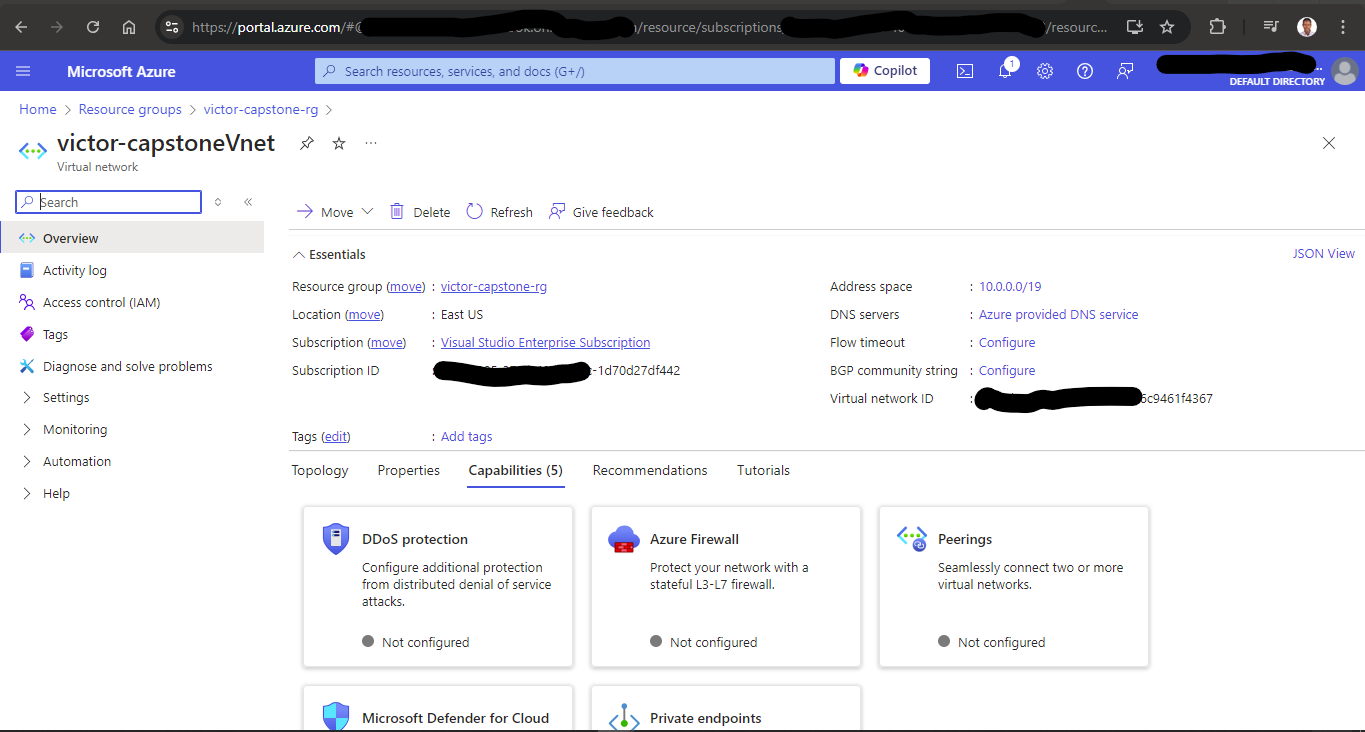 https://portal.azure.com/#@ /resource/subscriptions /resourc...
Microsoft Azure
Search resources, services, and docs (G+/)
Copilot
1
...
DEFAULT DIRECTORY
Home > Resource groups > victor-capstone-rg >
victor-capstoneVnet
...
Virtual network
Search
Overview
Activity log
Access control (IAM)
Tags
Diagnose and solve problems
Settings
Monitoring
Automation
Help
Move
Delete
Refresh
Give feedback
Essentials
JSON View
Resource group (move) : victor-capstone-rg
Location (move) : East US
Subscription (move) : Visual Studio Enterprise Subscription
Subscription ID : -1d70d27df442
Address space : 10.0.0.0/19
DNS servers : Azure provided DNS service
Flow timeout : Configure
BGP community string : Configure
Virtual network ID : c9461f4367
Tags (edit) : Add tags
Topology
Properties
Capabilities (5)
Recommendations
Tutorials
DDoS protection
Configure additional protection
from distributed denial of service
attacks.
Not configured
Azure Firewall
Protect your network with a
stateful L3-L7 firewall.
Not configured
Peerings
Seamlessly connect two or more
virtual networks.
Not configured
Microsoft Defender for Cloud
Private endpoints